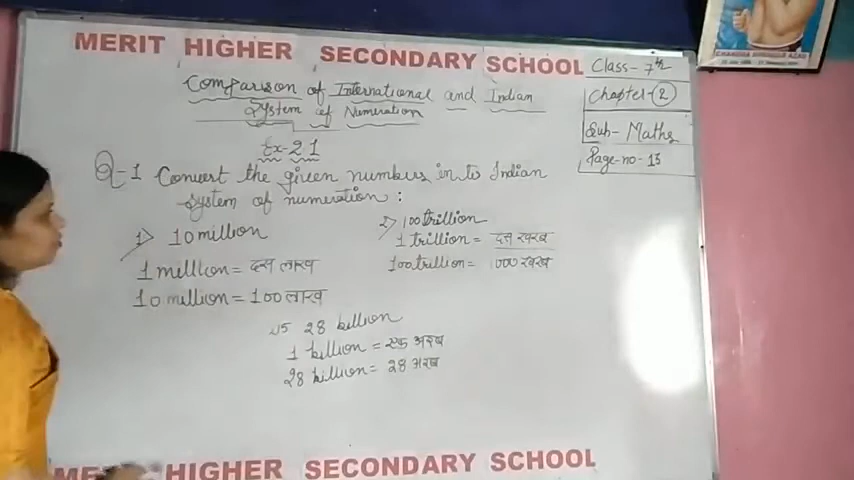 MERIT HIGHER SECONDARY SCHOOL
Class - 7th
Chapter - 2
Sub - Maths
Page-no - 13
Comparison of International and Indian
System of Numeration
Ex - 2.1
Q-1 Convert the given numbers in to Indian
System of numeration :
1> 10 million
1 million = दस लाख
10 million = 100 लाख
2> 100 trillion
1 trillion = दस खरब
100 trillion = 1000 खरब
28 billion
1 billion = एक अरब
28 billion = 28 अरब
MERIT HIGHER SECONDARY SCHOOL